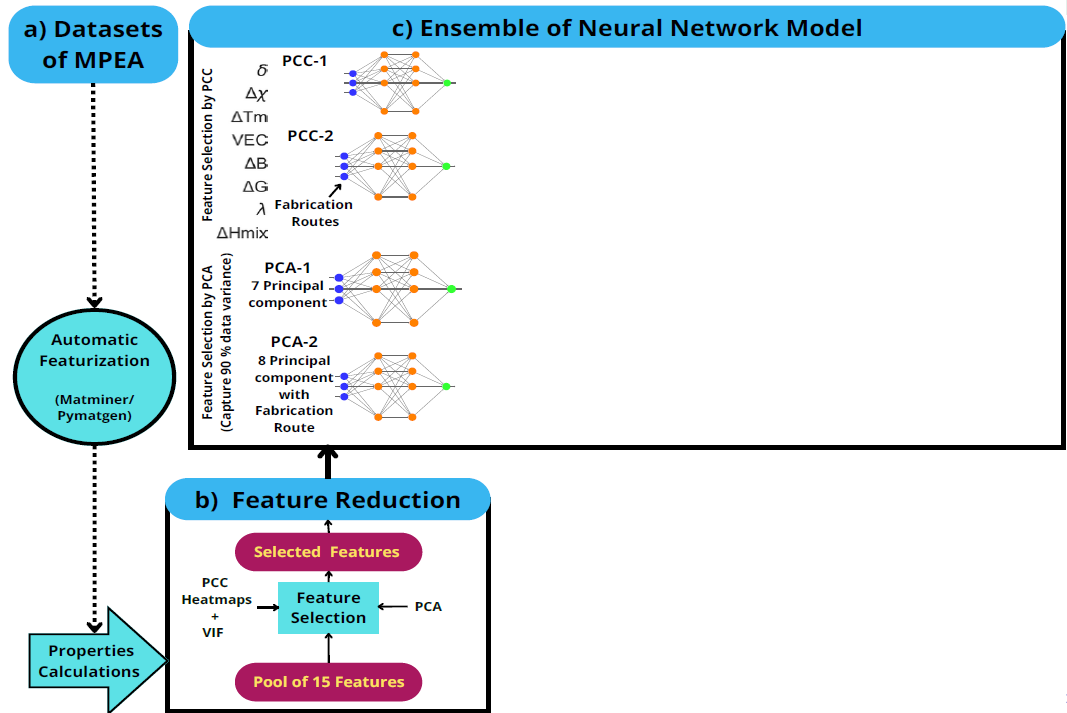 a) Datasets
of MPEA
c) Ensemble of Neural Network Model
Feature Selection by PCC
δ
Δχ
ΔTm
VEC
ΔB
ΔG
λ
ΔHmix
PCC-1
PCC-2
Fabrication
Routes
Feature Selection by PCA
(Capture 90 % data variance)
PCA-1
7 Principal
component
PCA-2
8 Principal
component
with
Fabrication
Route
Automatic
Featurization
(Matminer/
Pymatgen)
b) Feature Reduction
Selected Features
PCC
Heatmaps
+
VIF
Feature
Selection
PCA
Pool of 15 Features
Properties
Calculations